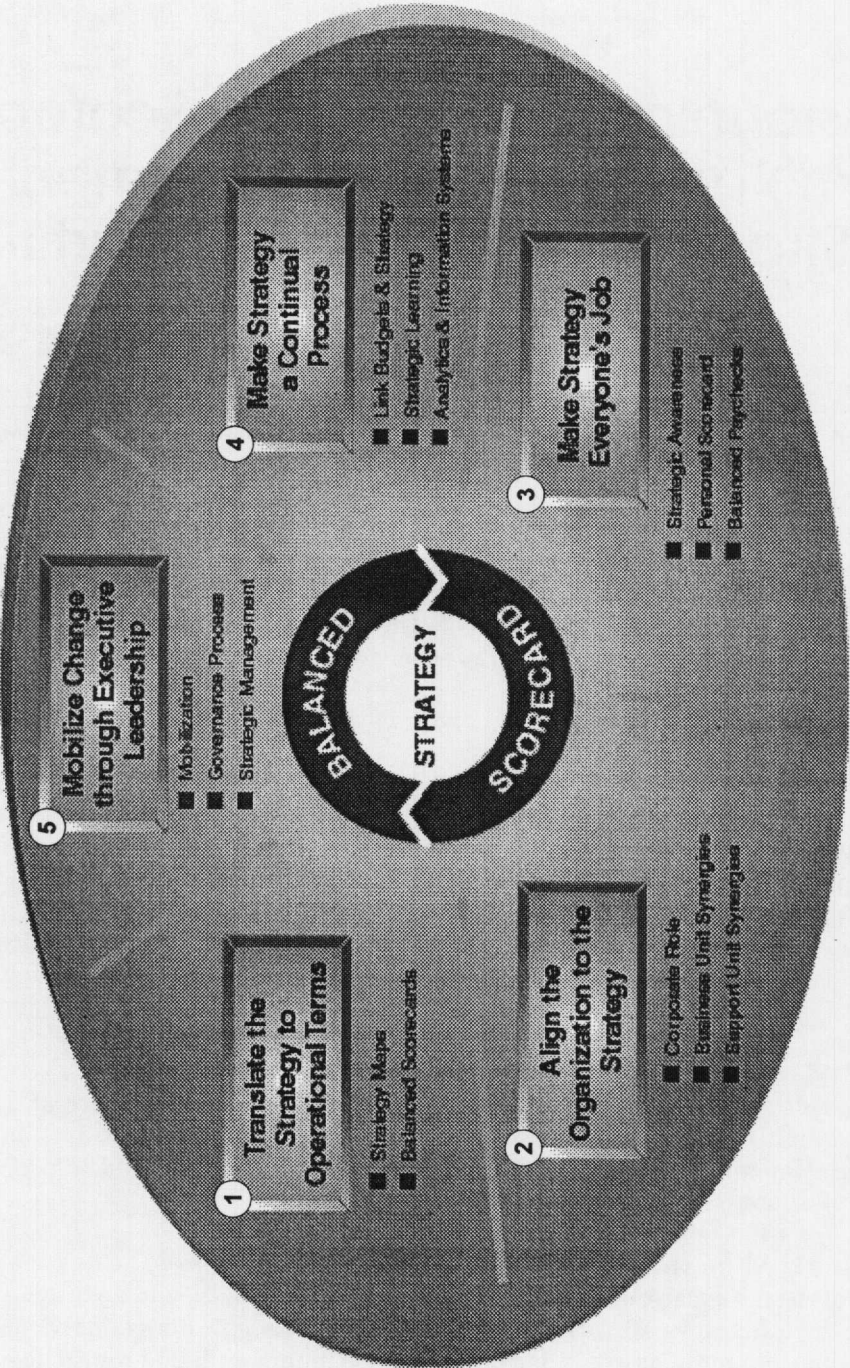 5
Mobilize Change
through Executive
Leadership
Mobilization
Governance Process
Strategic Management
1
Translate the
Strategy to
Operational Terms
Strategy Maps
Balanced Scorecards
4
Make Strategy
a Continual
Process
Link Budgets & Strategy
Strategic Learning
Analytics & Information Systems
BALANCED
STRATEGY
SCORECARD
2
Align the
Organization to the
Strategy
Corporate Role
Business Unit Synergies
Support Unit Synergies
3
Make Strategy
Everyone's Job
Strategic Awareness
Personal Scorecard
Balanced Paychecks